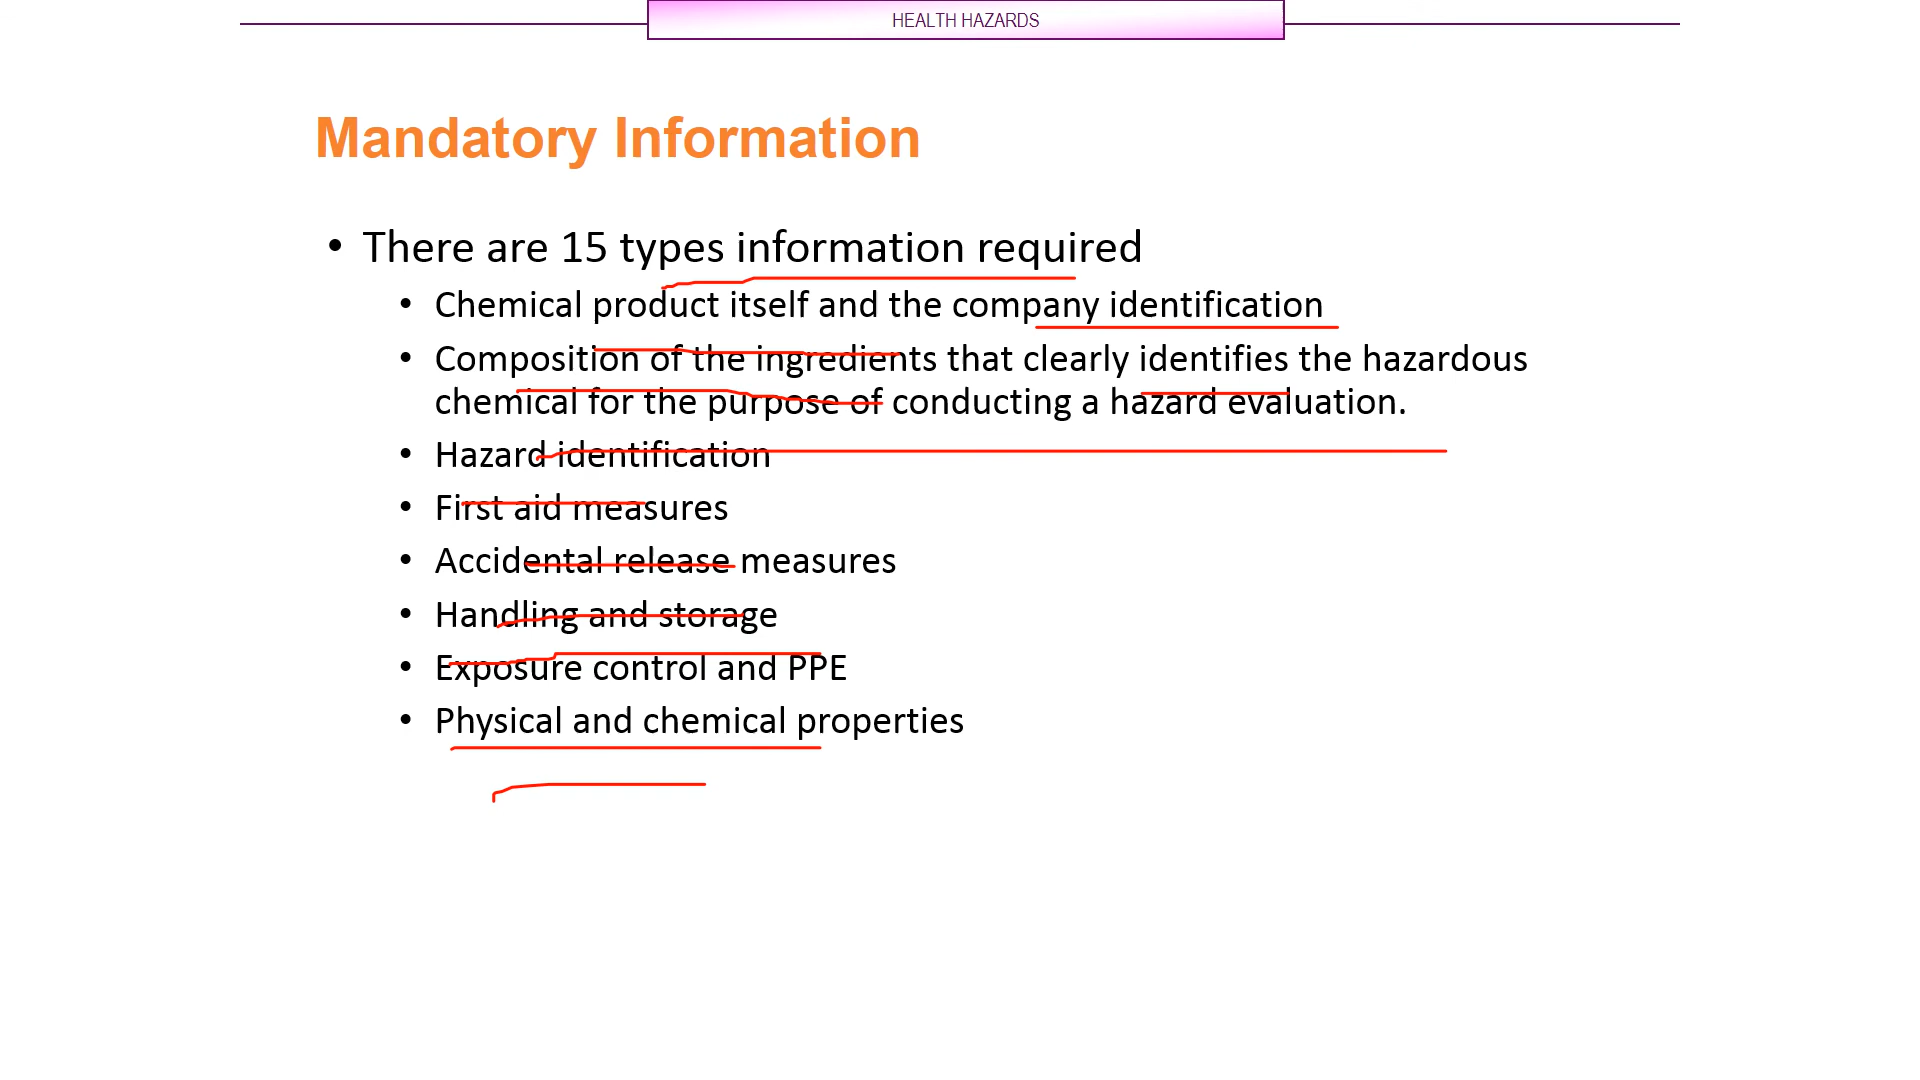 HEALTH HAZARDS
Mandatory Information
• There are 15 types information required
• Chemical product itself and the company identification
• Composition of the ingredients that clearly identifies the hazardous
chemical for the purpose of conducting a hazard evaluation.
• Hazard identification
• First aid measures
• Accidental release measures
• Handling and storage
• Exposure control and PPE
• Physical and chemical properties